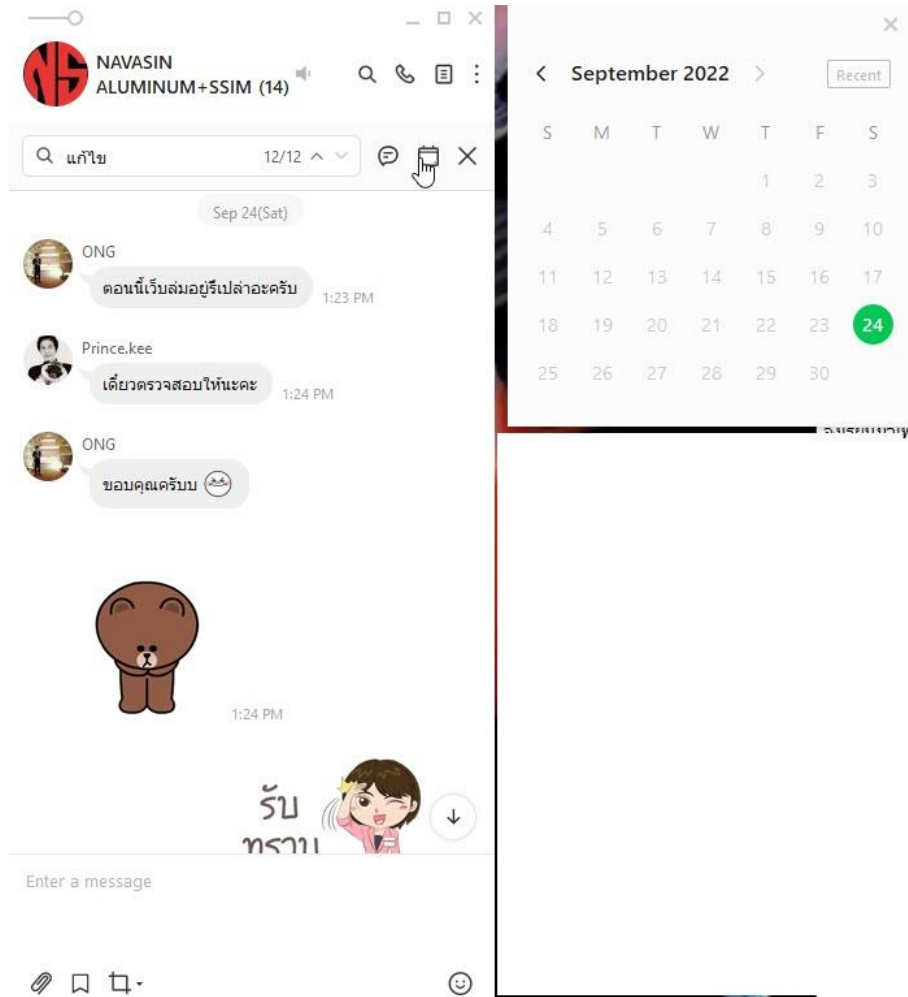 NS
NAVASIN
ALUMINUM+SSIM (14)
แก้ไข 12/12
Sep 24(Sat)
ONG
ตอนนี้เว็บล่มอยู่รึเปล่าอะครับ
1:23 PM
Prince.kee
เดี๋ยวตรวจสอบให้นะคะ
1:24 PM
ONG
ขอบคุณครับบ
1:24 PM
รับ
ทราบ
Enter a message
September 2022
Recent
S M T W T F S
1 2 3
4 5 6 7 8 9 10
11 12 13 14 15 16 17
18 19 20 21 22 23 24
25 26 27 28 29 30